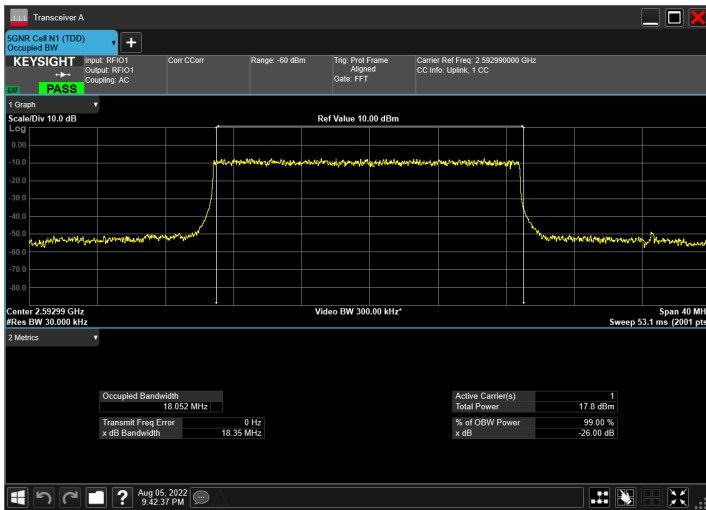 Transceiver A
5GNR Cell N1 (TDD)
Occupied BW
KEYSIGHT
LXI
PASS
Input: RFIO1
Output: RFIO1
Coupling: AC
Corr CCorr
Range: -60 dBm
Trig: Prot Frame
Aligned
Gate: FFT
Carrier Ref Freq: 2.592990000 GHz
CC Info: Uplink, 1 CC
1 Graph
Scale/Div 10.0 dB
Ref Value 10.00 dBm
Log
0.00
-10.0
-20.0
-30.0
-40.0
-50.0
-60.0
-70.0
-80.0
Center 2.59299 GHz
Video BW 300.00 kHz*
Span 40 MH
#Res BW 30.000 kHz
Sweep 53.1 ms (2001 pts
2 Metrics
Occupied Bandwidth
18.052 MHz
Transmit Freq Error 0 Hz
x dB Bandwidth 18.35 MHz
Active Carrier(s) 1
Total Power 17.8 dBm
% of OBW Power 99.00 %
x dB -26.00 dB
?
Aug 05, 2022
9:42:37 PM